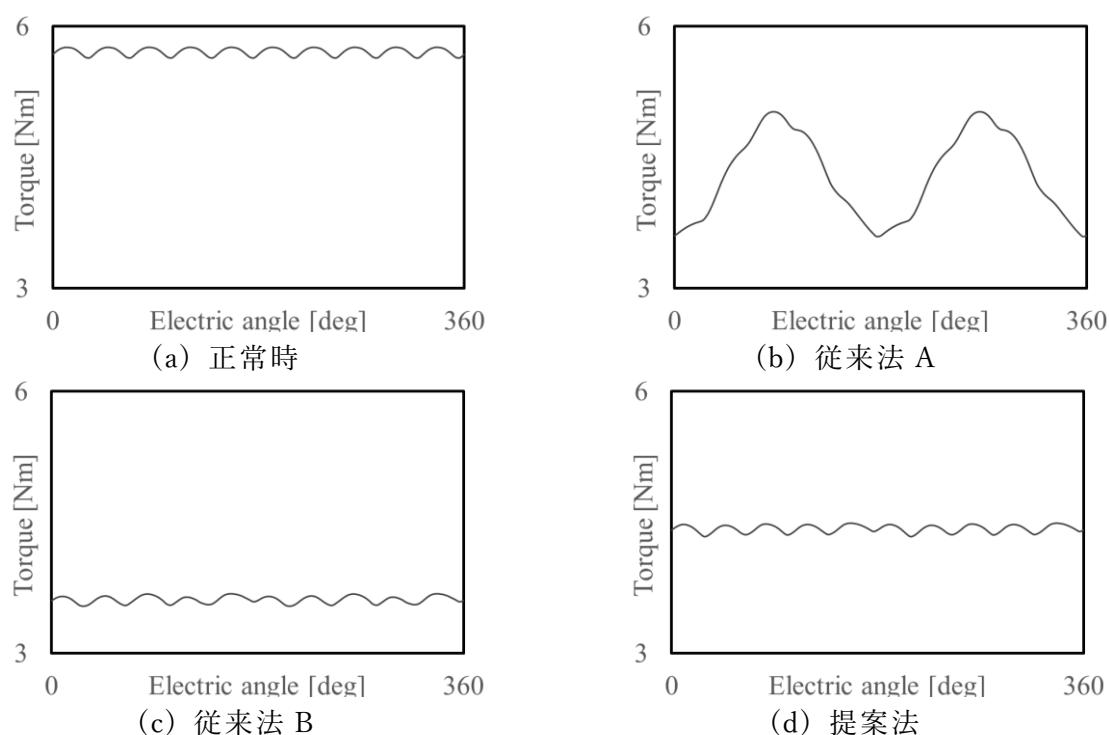 6
Torque [Nm]
3
0 Electric angle [deg] 360
(a) 正常時
6
Torque [Nm]
3
0 Electric angle [deg] 360
(b) 従来法 A
6
Torque [Nm]
3
0 Electric angle [deg] 360
(c) 従来法 B
6
Torque [Nm]
3
0 Electric angle [deg] 360
(d) 提案法